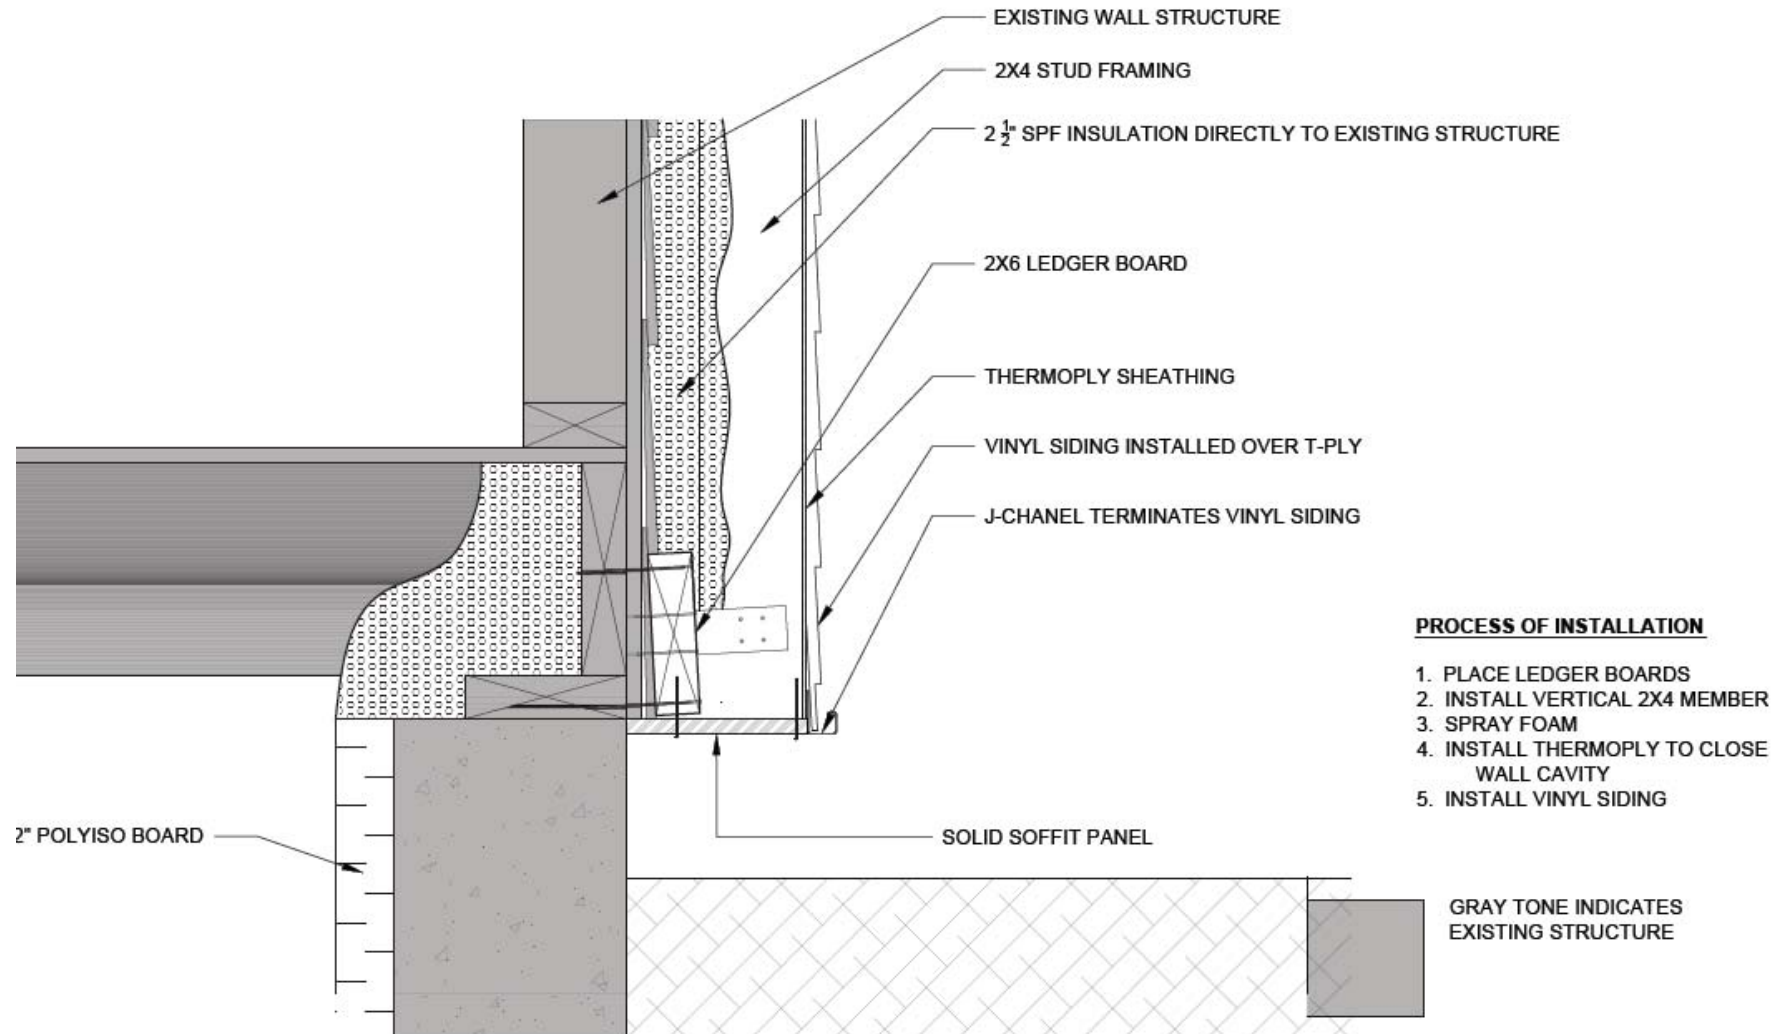 EXISTING WALL STRUCTURE
2X4 STUD FRAMING
2 1/2" SPF INSULATION DIRECTLY TO EXISTING STRUCTURE
2X6 LEDGER BOARD
THERMOPLY SHEATHING
VINYL SIDING INSTALLED OVER T-PLY
J-CHANEL TERMINATES VINYL SIDING
PROCESS OF INSTALLATION
1. PLACE LEDGER BOARDS
2. INSTALL VERTICAL 2X4 MEMBER
3. SPRAY FOAM
4. INSTALL THERMOPLY TO CLOSE
WALL CAVITY
5. INSTALL VINYL SIDING
2" POLYISO BOARD
SOLID SOFFIT PANEL
GRAY TONE INDICATES
EXISTING STRUCTURE